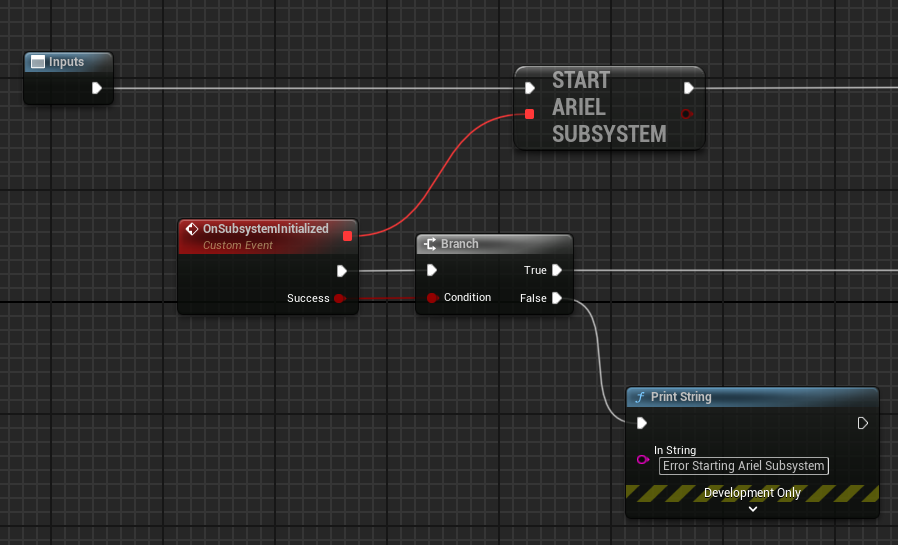 Inputs
START
ARIEL
SUBSYSTEM
OnSubsystemInitialized
Custom Event
Success
Branch
True
Condition
False
Print String
In String
Error Starting Ariel Subsystem
Development Only